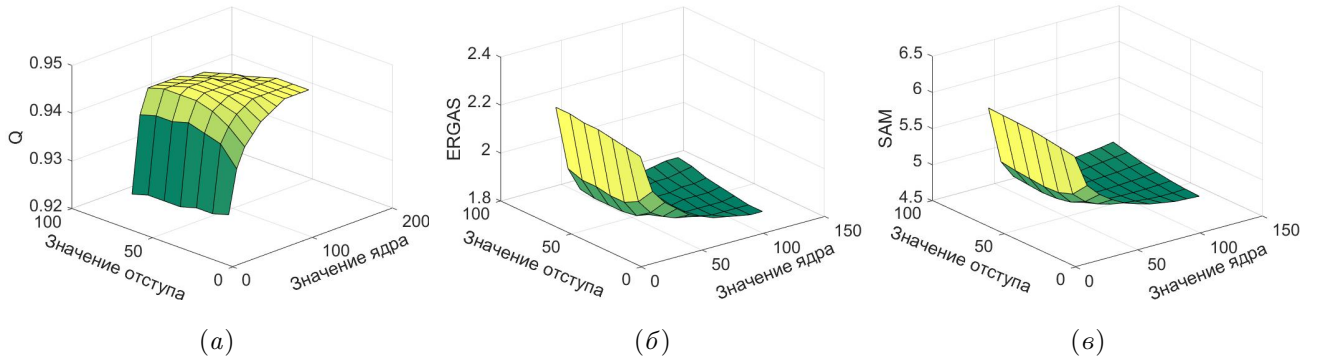 Q
0.95
0.94
0.93
0.92
100
50
0
0
100
200
Значение отступа
Значение ядра
(а)
ERGAS
2.4
2.2
2
1.8
100
50
0
0
50
100
150
Значение отступа
Значение ядра
(б)
SAM
6.5
6
5.5
5
4.5
100
50
0
0
50
100
150
Значение отступа
Значение ядра
(в)